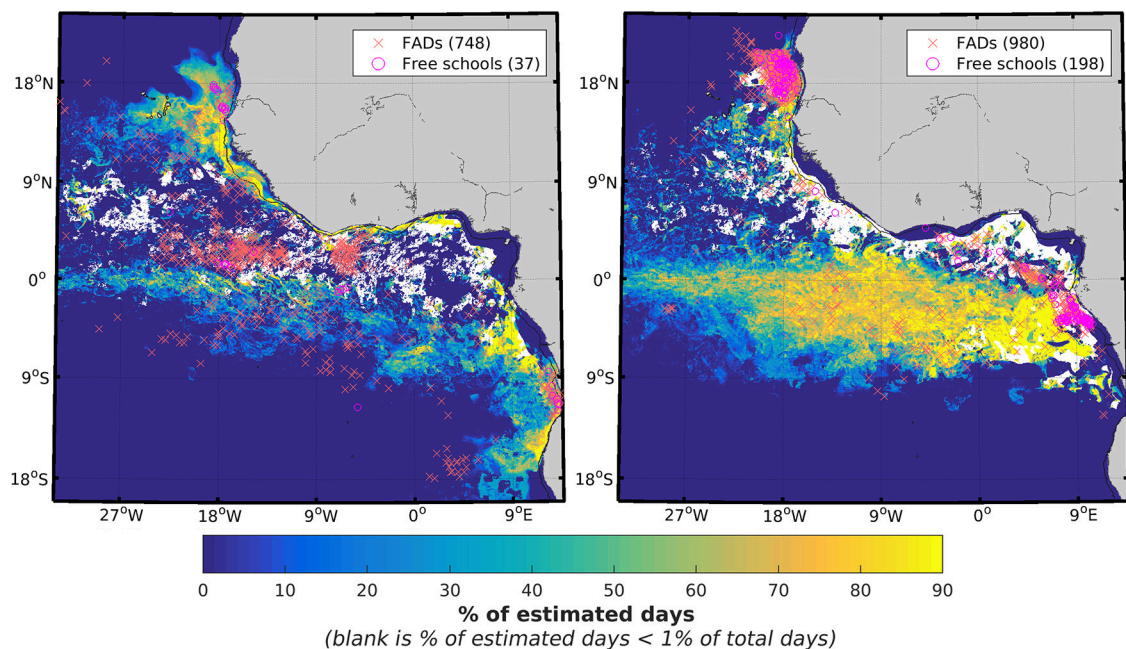 FADs (748)
Free schools (37)
18°N
9°N
0°
9°S
18°S
27°W 18°W 9°W 0° 9°E
FADs (980)
Free schools (198)
18°N
9°N
0°
9°S
18°S
27°W 18°W 9°W 0° 9°E
0 10 20 30 40 50 60 70 80 90
% of estimated days
(blank is % of estimated days < 1% of total days)